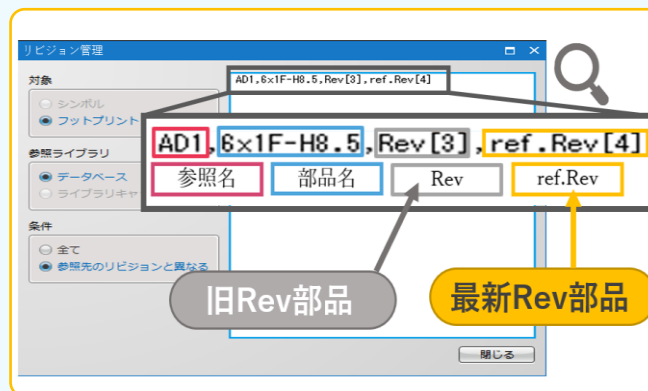 リビジョン管理
対象
シンボル
フットプリント
参照ライブラリ
データベース
ライブラリキャ
条件
全て
参照先のリビジョンと異なる
AD1,6x1F-H8.5,Rev[3],ref.Rev[4]
AD1,6x1F-H8.5,Rev[3],ref.Rev[4]
参照名 部品名 Rev ref.Rev
旧Rev部品 最新Rev部品
閉じる